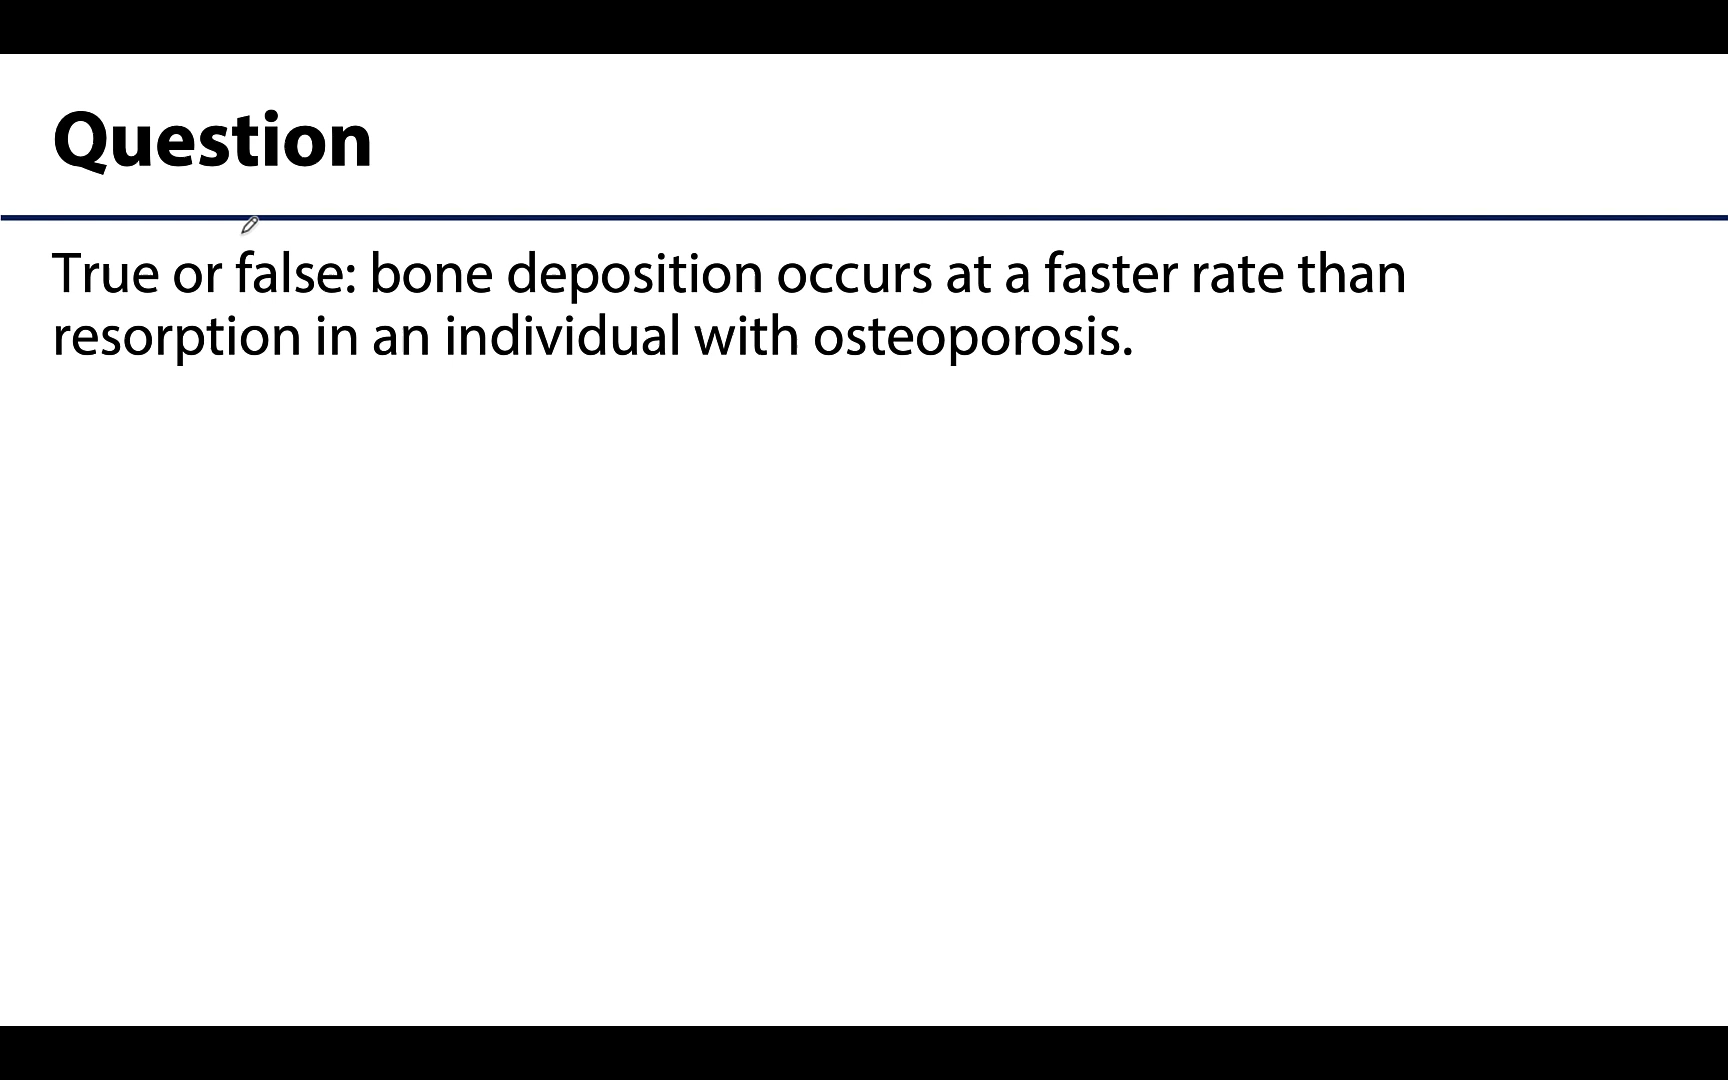 Question
True or false: bone deposition occurs at a faster rate than
resorption in an individual with osteoporosis.